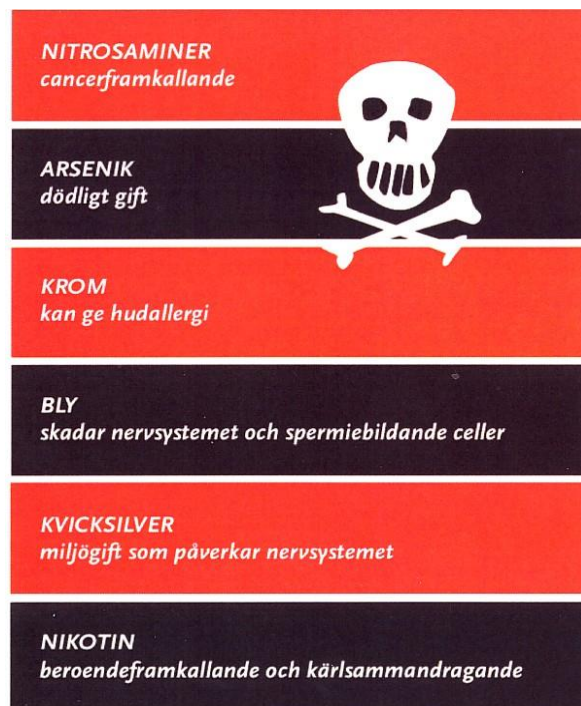 NITROSAMINER
cancerframkallande
ARSENIK
dödligt gift
KROM
kan ge hudallergi
BLY
skadar nervsystemet och spermiebildande celler
KVICKSILVER
miljögift som påverkar nervsystemet
NIKOTIN
beroendeframkallande och kärlsammandragande